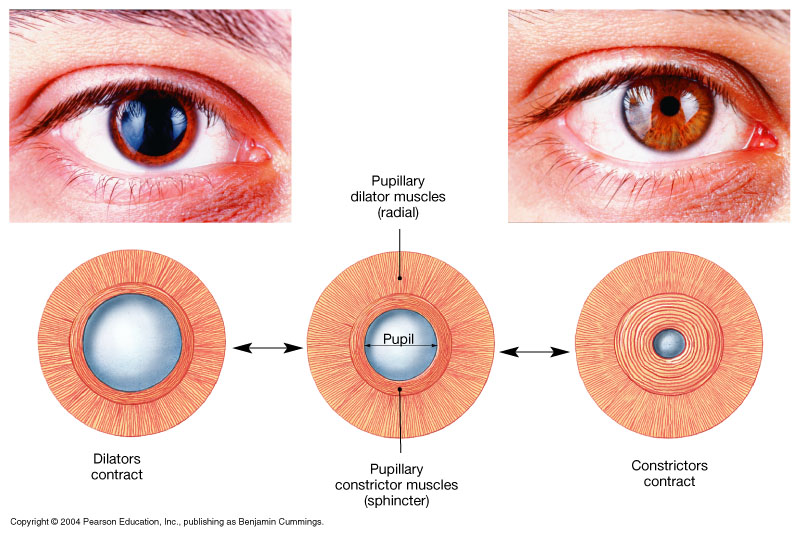 Pupillary
dilator muscles
(radial)
Pupil
Dilators
contract
Pupillary
constrictor muscles
(sphincter)
Constrictors
contract
Copyright © 2004 Pearson Education, Inc., publishing as Benjamin Cummings.